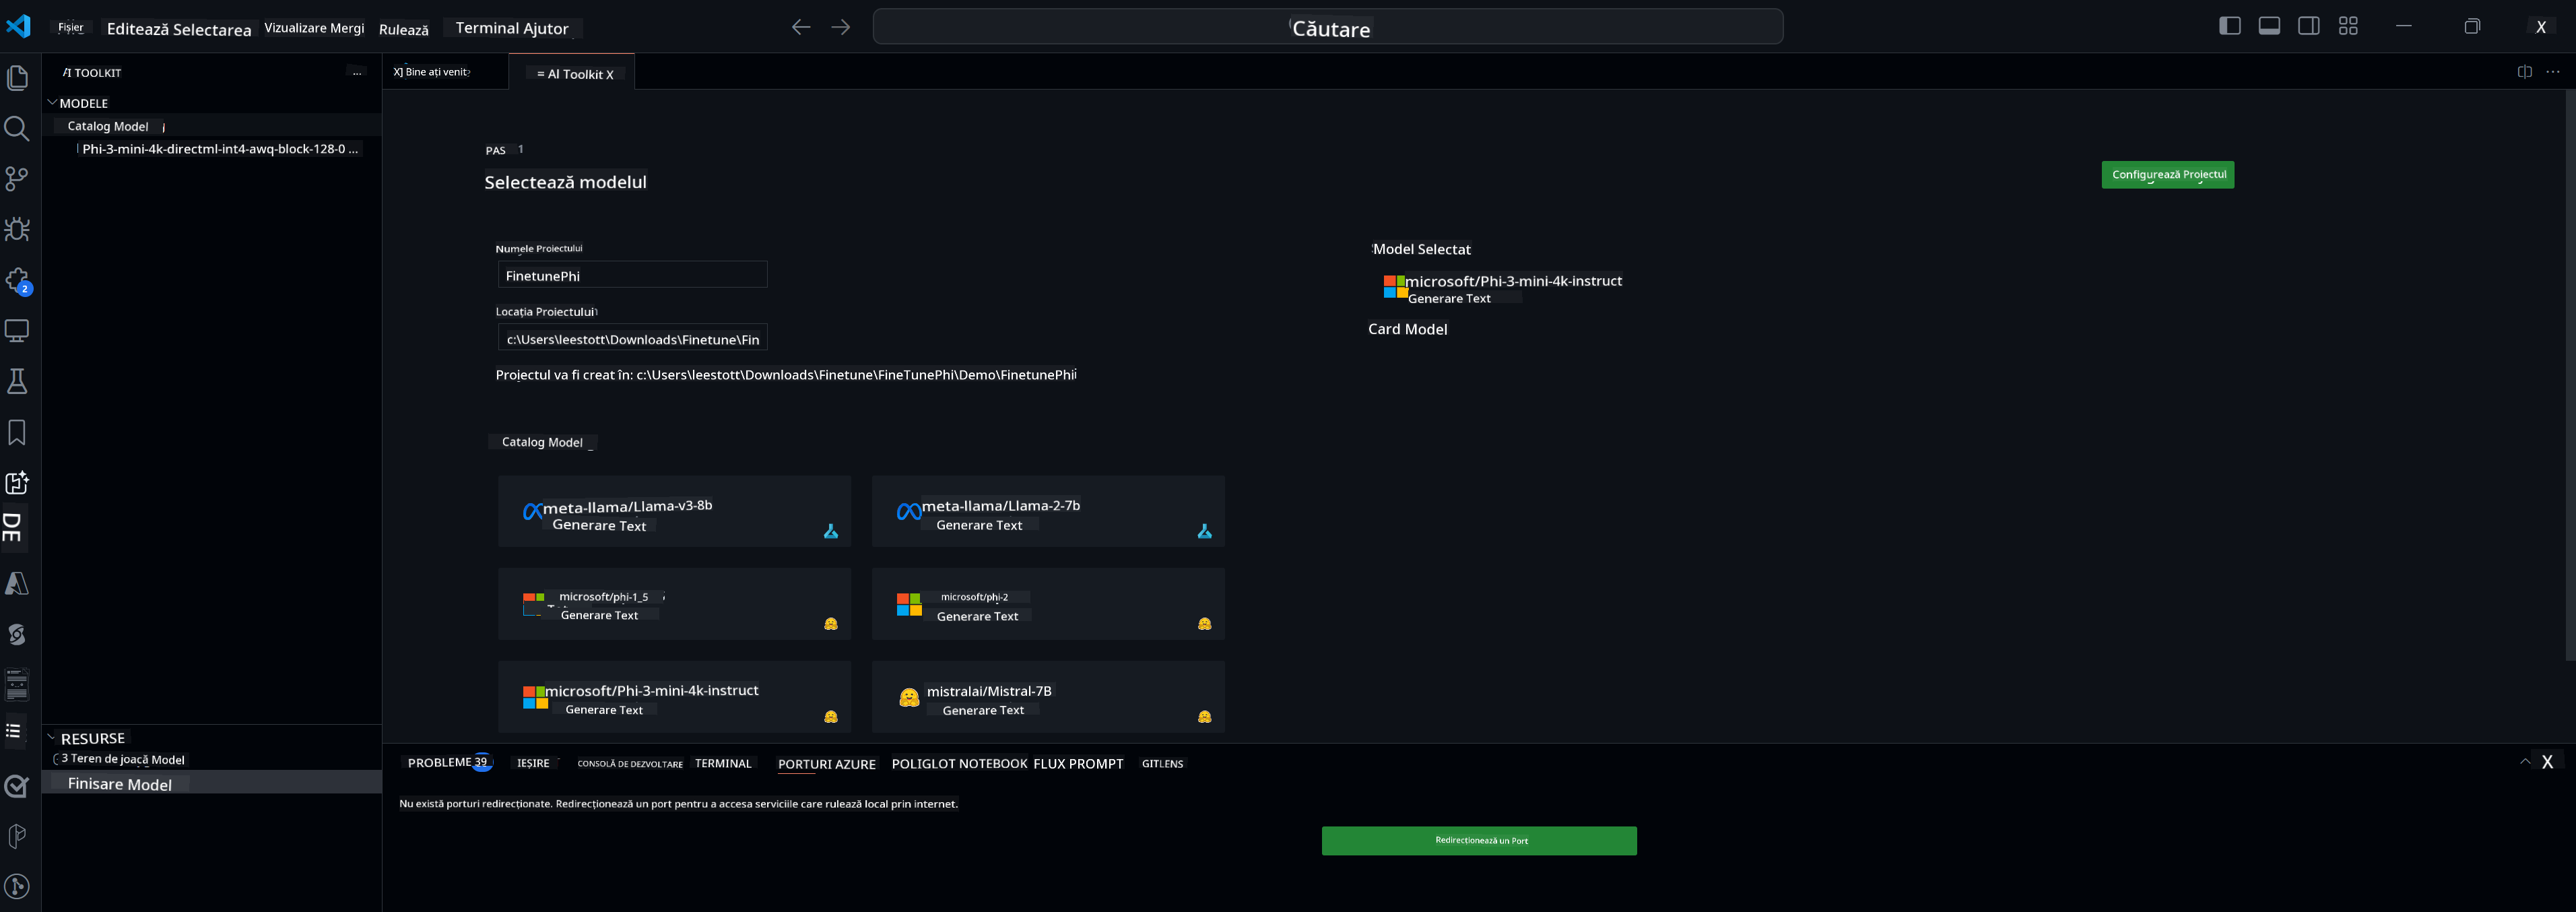 Fișier Editează Selectarea Vizualizare Mergi Rulează Terminal Ajutor
Căutare
X
AI TOOLKIT
...
X] Bine ați venit
= AI Toolkit X
MODELE
Catalog Model
Phi-3-mini-4k-directml-int4-awq-block-128-0 ...
PAS 1
Selectează modelul
Configurează Proiectul
Numele Proiectului
FinetunePhi
Locația Proiectului
c:\Users\leestott\Downloads\Finetune\Fin
Proiectul va fi creat în: c:\Users\leestott\Downloads\Finetune\FineTunePhi\Demo\FinetunePhi
Model Selectat
microsoft/Phi-3-mini-4k-instruct
Generare Text
Card Model
Catalog Model
meta-llama/Llama-v3-8b
Generare Text
meta-llama/Llama-2-7b
Generare Text
microsoft/phi-1_5
Generare Text
microsoft/phi-2
Generare Text
microsoft/Phi-3-mini-4k-instruct
Generare Text
mistralai/Mistral-7B
Generare Text
2
DE
RESURSE
3 Teren de joacă Model
Finisare Model
PROBLEME 39 IEȘIRE CONSOLĂ DE DEZVOLTARE TERMINAL PORTURI AZURE POLIGLOT NOTEBOOK FLUX PROMPT GITLENS
X
Nu există porturi redirecționate. Redirecționează un port pentru a accesa serviciile care rulează local prin internet.
Redirecționează un Port